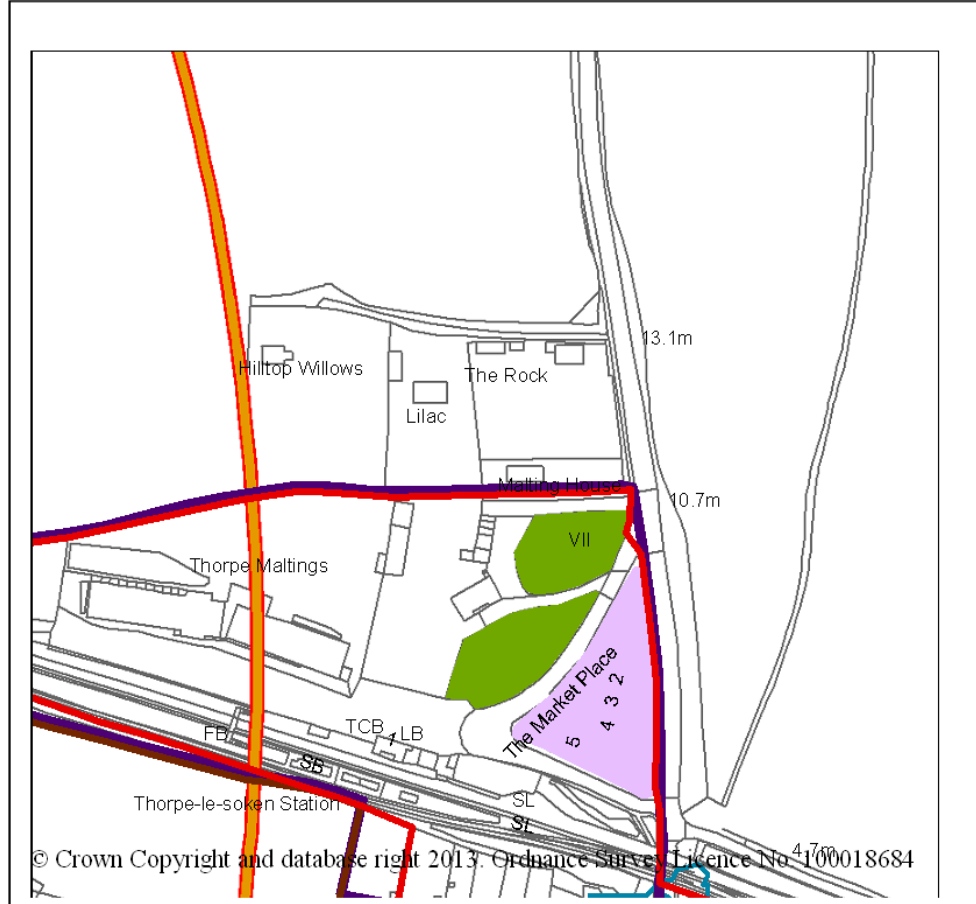 13.1m
Hilltop Willows
The Rock
Lilac
Malting House
10.7m
VII
Thorpe Maltings
The Market Place
2
3
4
5
FB
TCB
1
LB
SB
Thorpe-le-soken Station
SL
SL
4.7m
© Crown Copyright and database right 2013. Ordnance Survey Licence No. 100018684